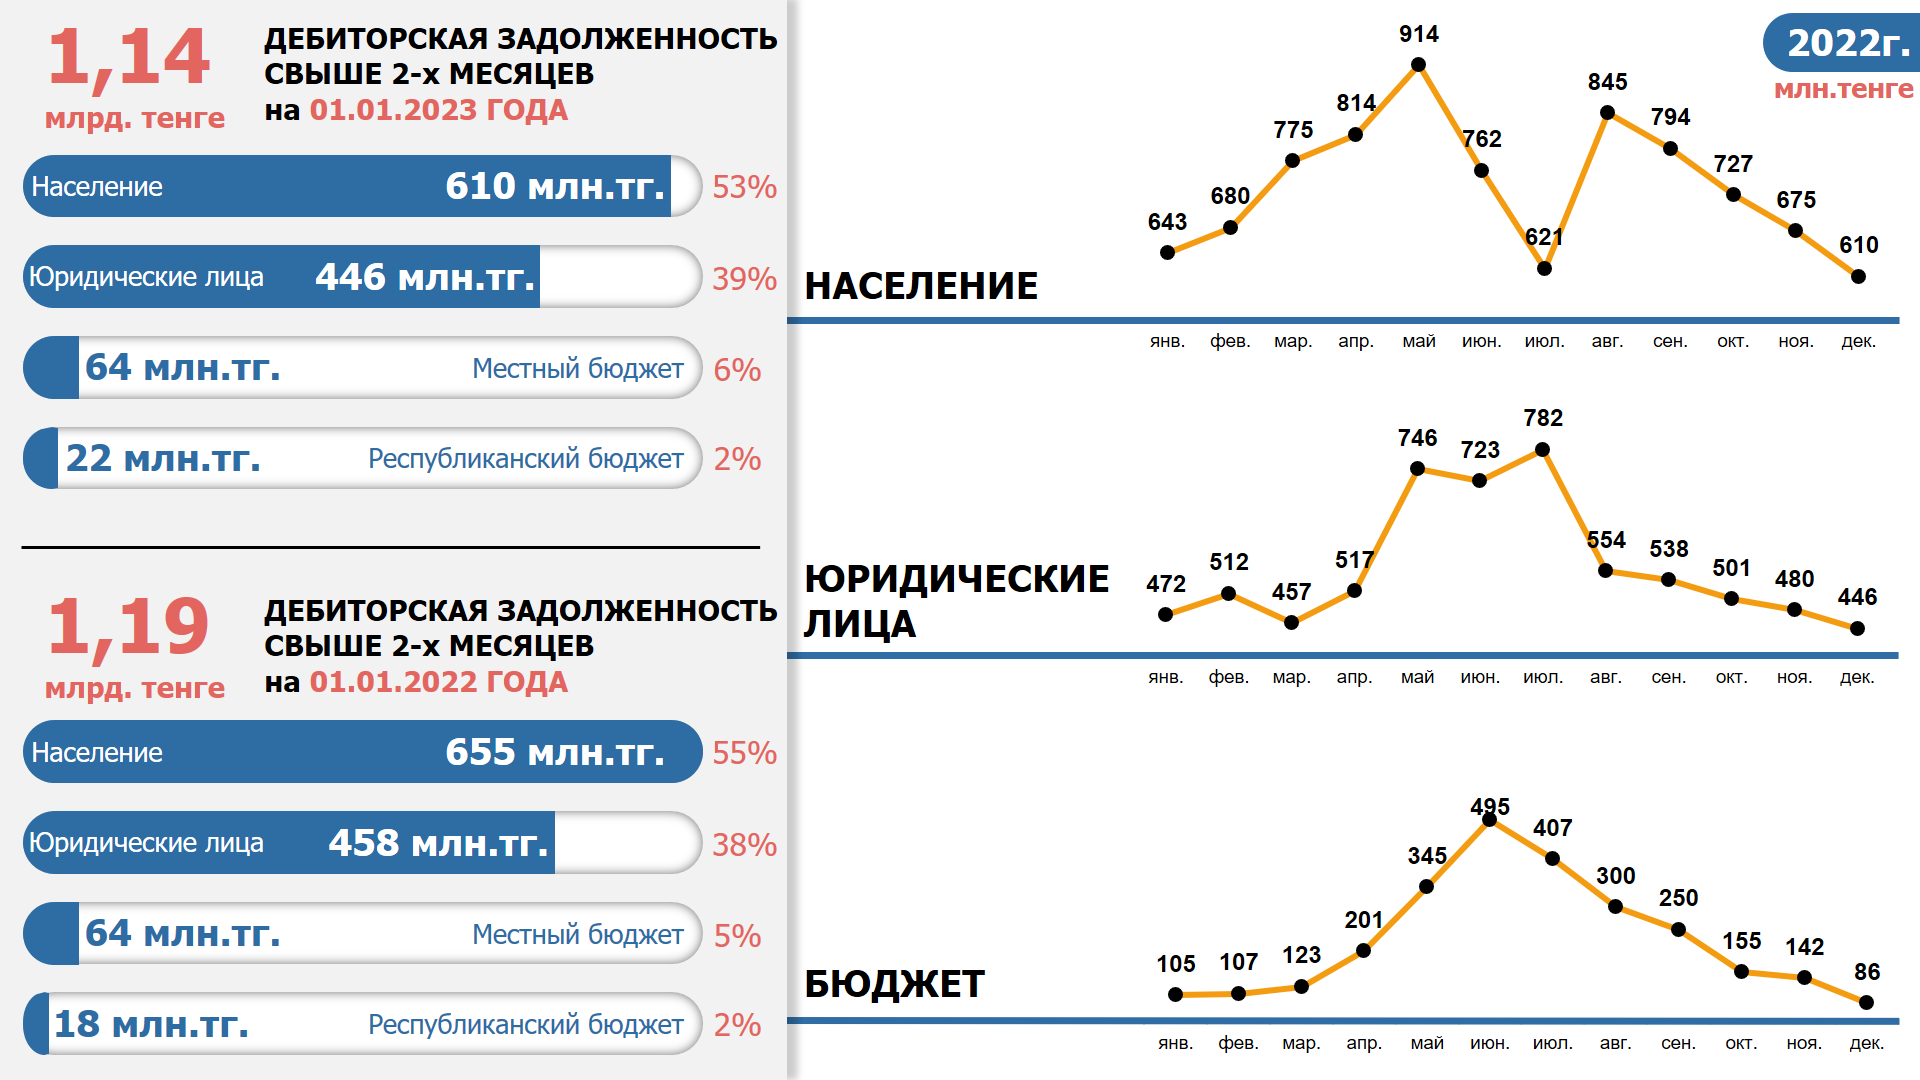 1,14
млрд. тенге
ДЕБИТОРСКАЯ ЗАДОЛЖЕННОСТЬ
СВЫШЕ 2-х МЕСЯЦЕВ
на 01.01.2023 ГОДА
Население 610 млн.тг. 53%
Юридические лица 446 млн.тг. 39%
64 млн.тг. Местный бюджет 6%
22 млн.тг. Республиканский бюджет 2%
1,19
млрд. тенге
ДЕБИТОРСКАЯ ЗАДОЛЖЕННОСТЬ
СВЫШЕ 2-х МЕСЯЦЕВ
на 01.01.2022 ГОДА
Население 655 млн.тг. 55%
Юридические лица 458 млн.тг. 38%
64 млн.тг. Местный бюджет 5%
18 млн.тг. Республиканский бюджет 2%
2022г.
млн.тенге
НАСЕЛЕНИЕ
643 680 775 814 914 762 621 845 794 727 675 610
янв. фев. мар. апр. май июн. июл. авг. сен. окт. ноя. дек.
ЮРИДИЧЕСКИЕ
ЛИЦА
472 512 457 517 746 723 782 554 538 501 480 446
янв. фев. мар. апр. май июн. июл. авг. сен. окт. ноя. дек.
БЮДЖЕТ
105 107 123 201 345 495 407 300 250 155 142 86
янв. фев. мар. апр. май июн. июл. авг. сен. окт. ноя. дек.